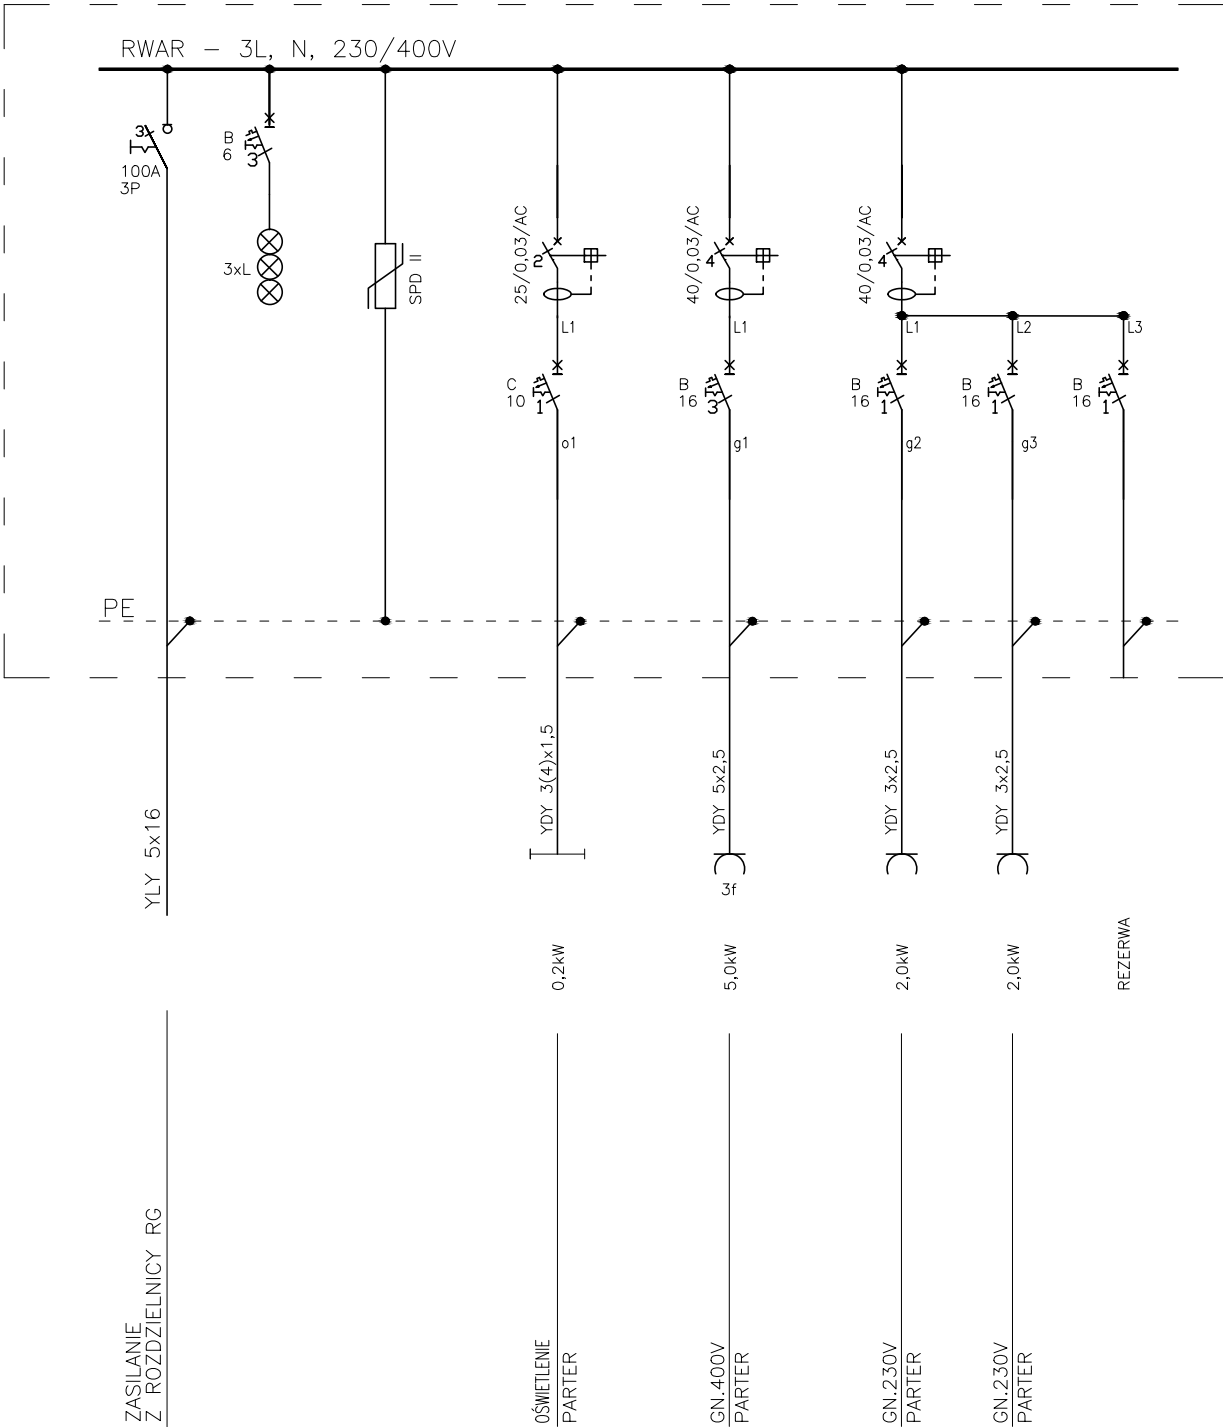 RWAR - 3L, N, 230/400V
3
100A
3P
B
6
3
3xL
SPD II
25/0,03/AC
2
L1
C
10
1
o1
40/0,03/AC
4
L1
B
16
3
g1
40/0,03/AC
4
L1
L2
L3
B
16
1
g2
B
16
1
g3
B
16
1
PE
YLY 5x16
YDY 3(4)x1,5
YDY 5x2,5
YDY 3x2,5
YDY 3x2,5
3f
0,2kW
5,0kW
2,0kW
2,0kW
REZERWA
ZASILANIE
Z ROZDZIELNICY RG
OŚWIETLENIE
PARTER
GN.400V
PARTER
GN.230V
PARTER
GN.230V
PARTER